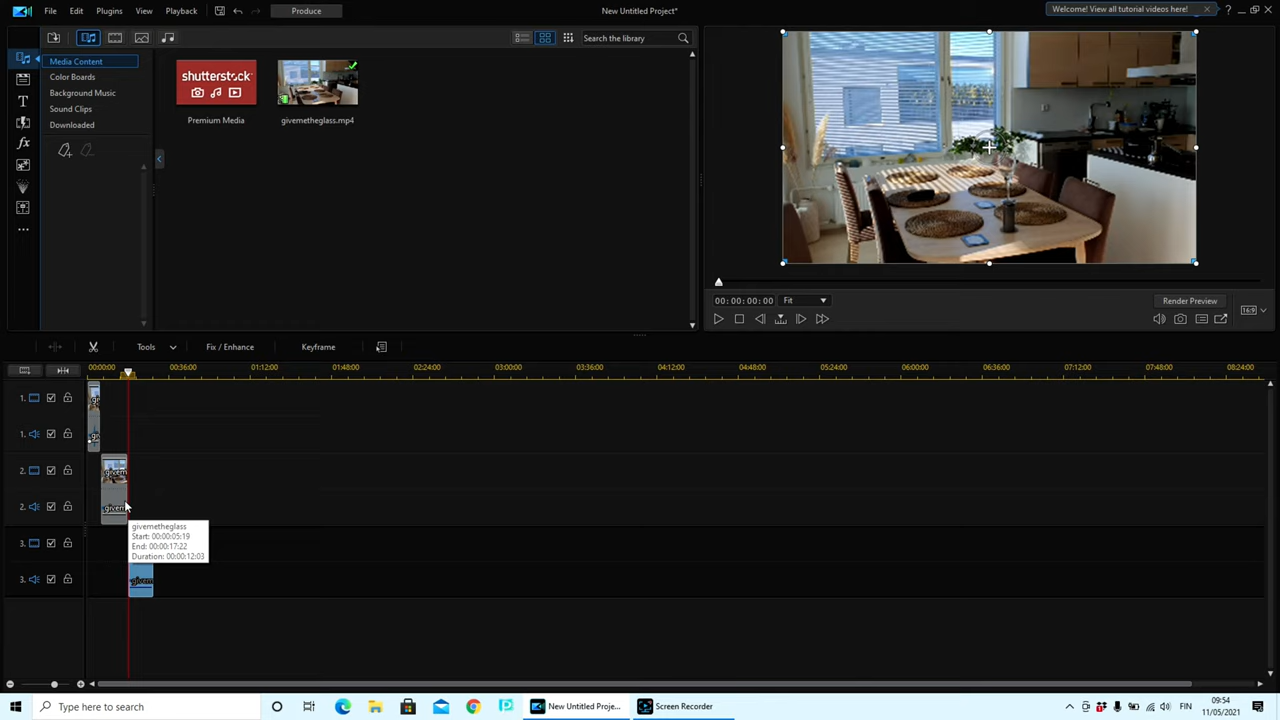 File Edit Plugins View Playback Produce New Untitled Project* Welcome! View all tutorial videos here!
Search the library
Media Content
Color Boards
Background Music
Sound Clips
Downloaded
shutterstock
Premium Media givemetheglass.mp4
00:00:00:00 Fit Render Preview 16:9
Tools Fix / Enhance Keyframe
00:00:00 00:36:00 01:12:00 01:48:00 02:24:00 03:00:00 03:36:00 04:12:00 04:48:00 05:24:00 06:00:00 06:36:00 07:12:00 07:48:00 08:24:00
1.
1.
2.
2.
givemetheglass
Start: 00:00:05:19
End: 00:00:17:22
Duration: 00:00:12:03
3.
3.
Type here to search New Untitled Proje... Screen Recorder FIN 09:54
11/05/2021